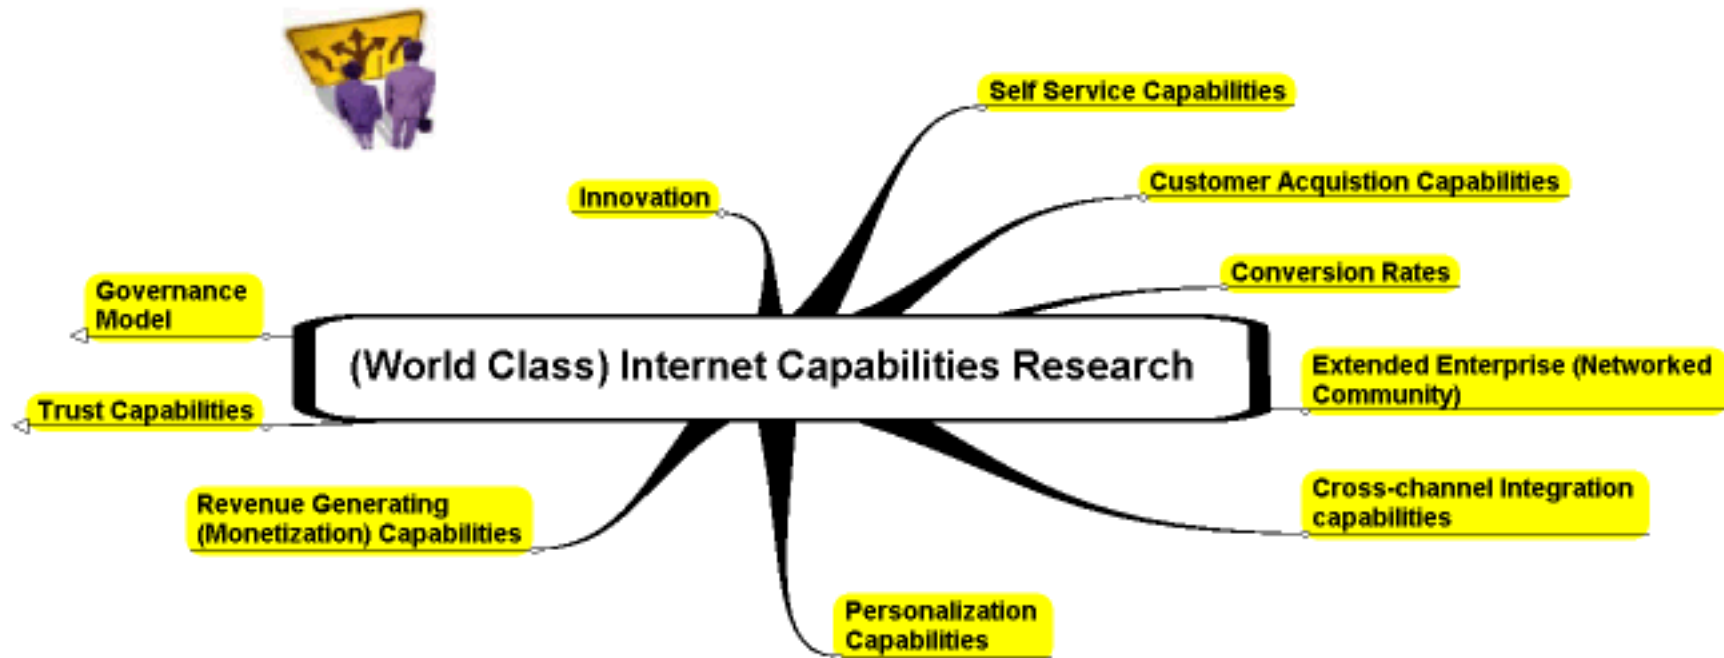 Self Service Capabilities
Customer Acquistion Capabilities
Innovation
Conversion Rates
Governance
Model
(World Class) Internet Capabilities Research
Extended Enterprise (Networked
Community)
Trust Capabilities
Cross-channel Integration
capabilities
Revenue Generating
(Monetization) Capabilities
Personalization
Capabilities